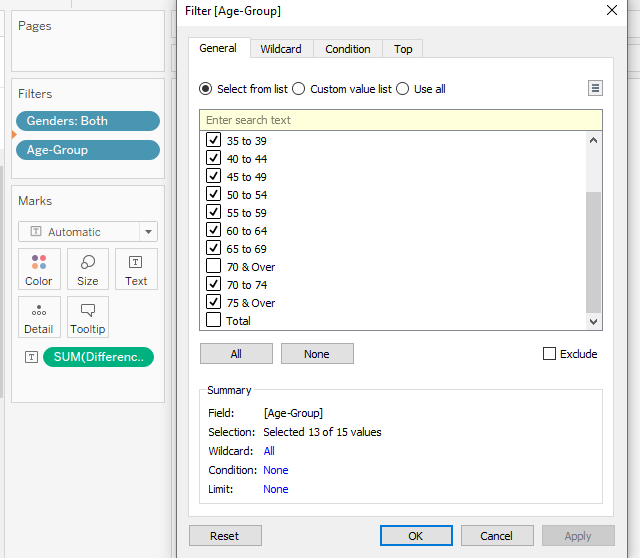 Pages
Filters
Genders: Both
Age-Group
Marks
Automatic
Color
Size
Text
Detail
Tooltip
SUM(Differenc..
Filter [Age-Group]
General
Wildcard
Condition
Top
Select from list
Custom value list
Use all
Enter search text
35 to 39
40 to 44
45 to 49
50 to 54
55 to 59
60 to 64
65 to 69
70 & Over
70 to 74
75 & Over
Total
All
None
Exclude
Summary
Field: [Age-Group]
Selection: Selected 13 of 15 values
Wildcard: All
Condition: None
Limit: None
Reset
OK
Cancel
Apply